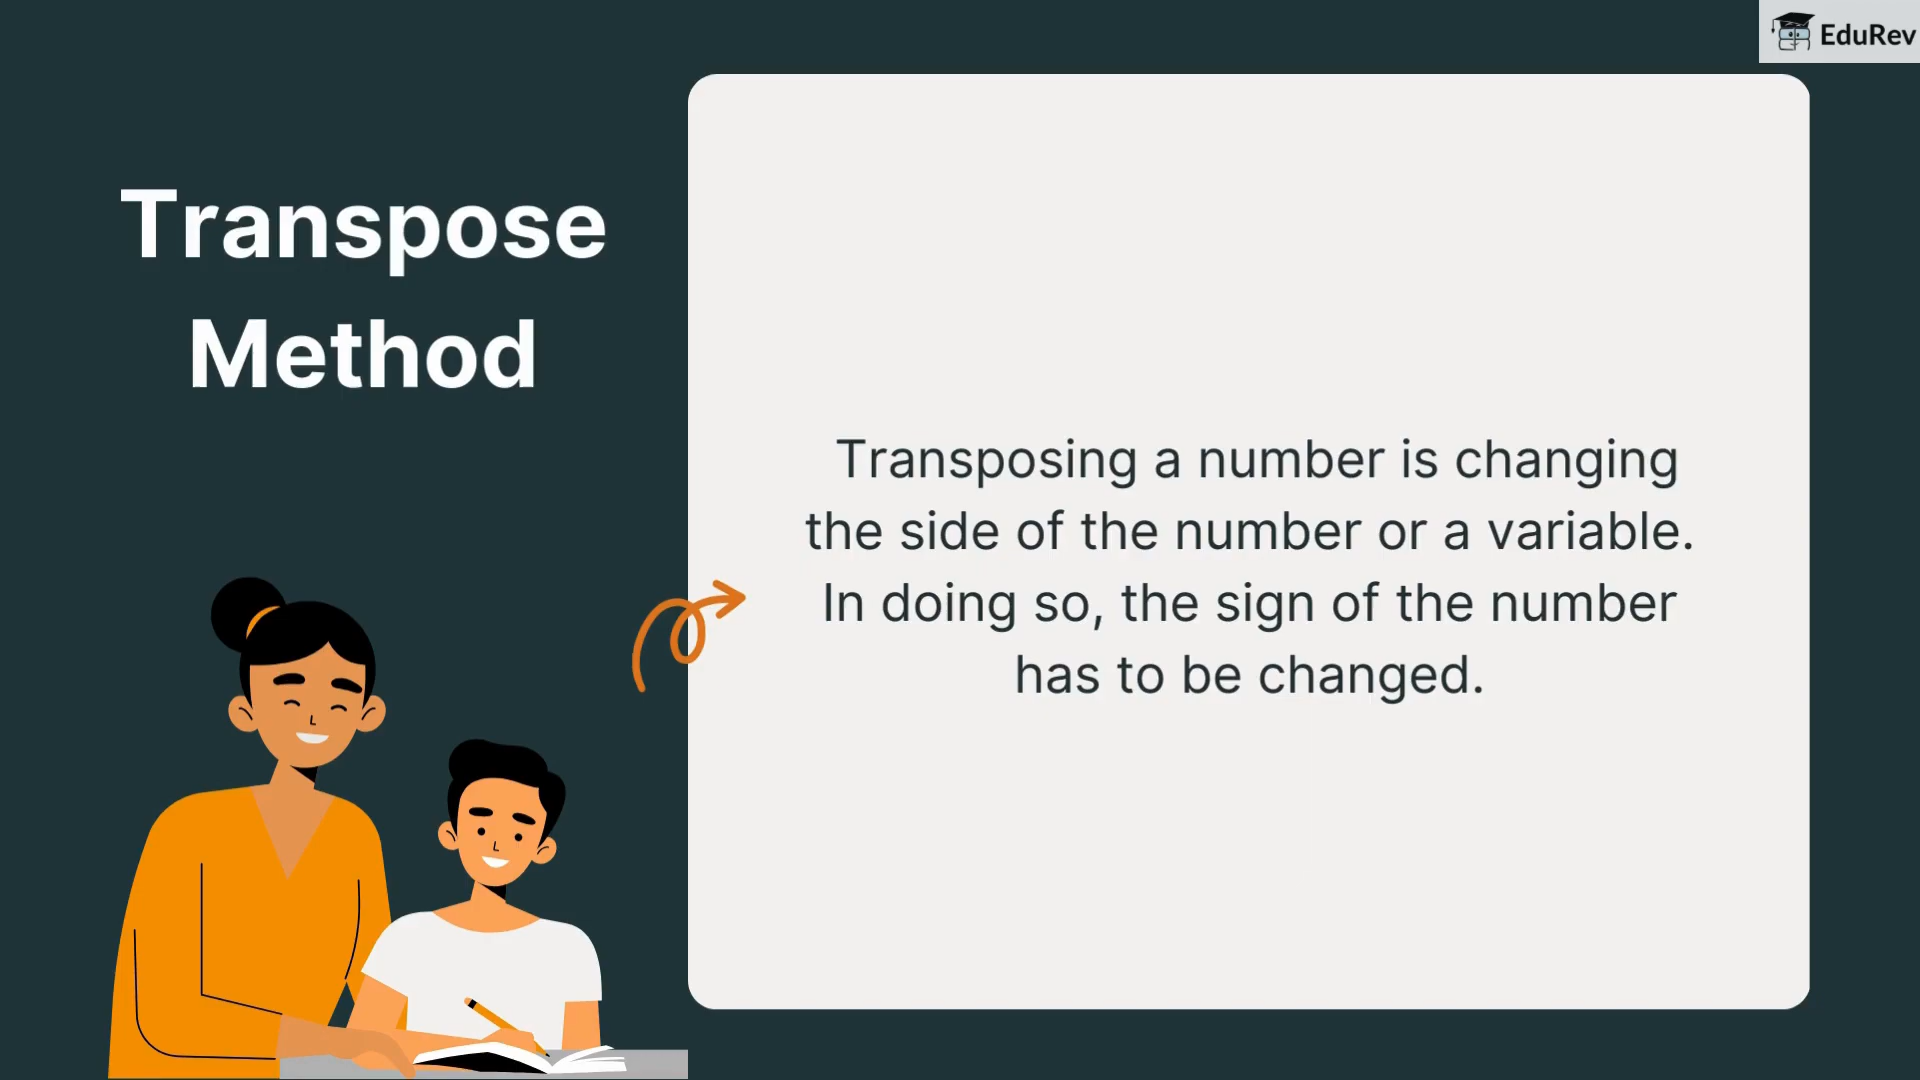 EduRev
Transpose
Method
Transposing a number is changing
the side of the number or a variable.
In doing so, the sign of the number
has to be changed.